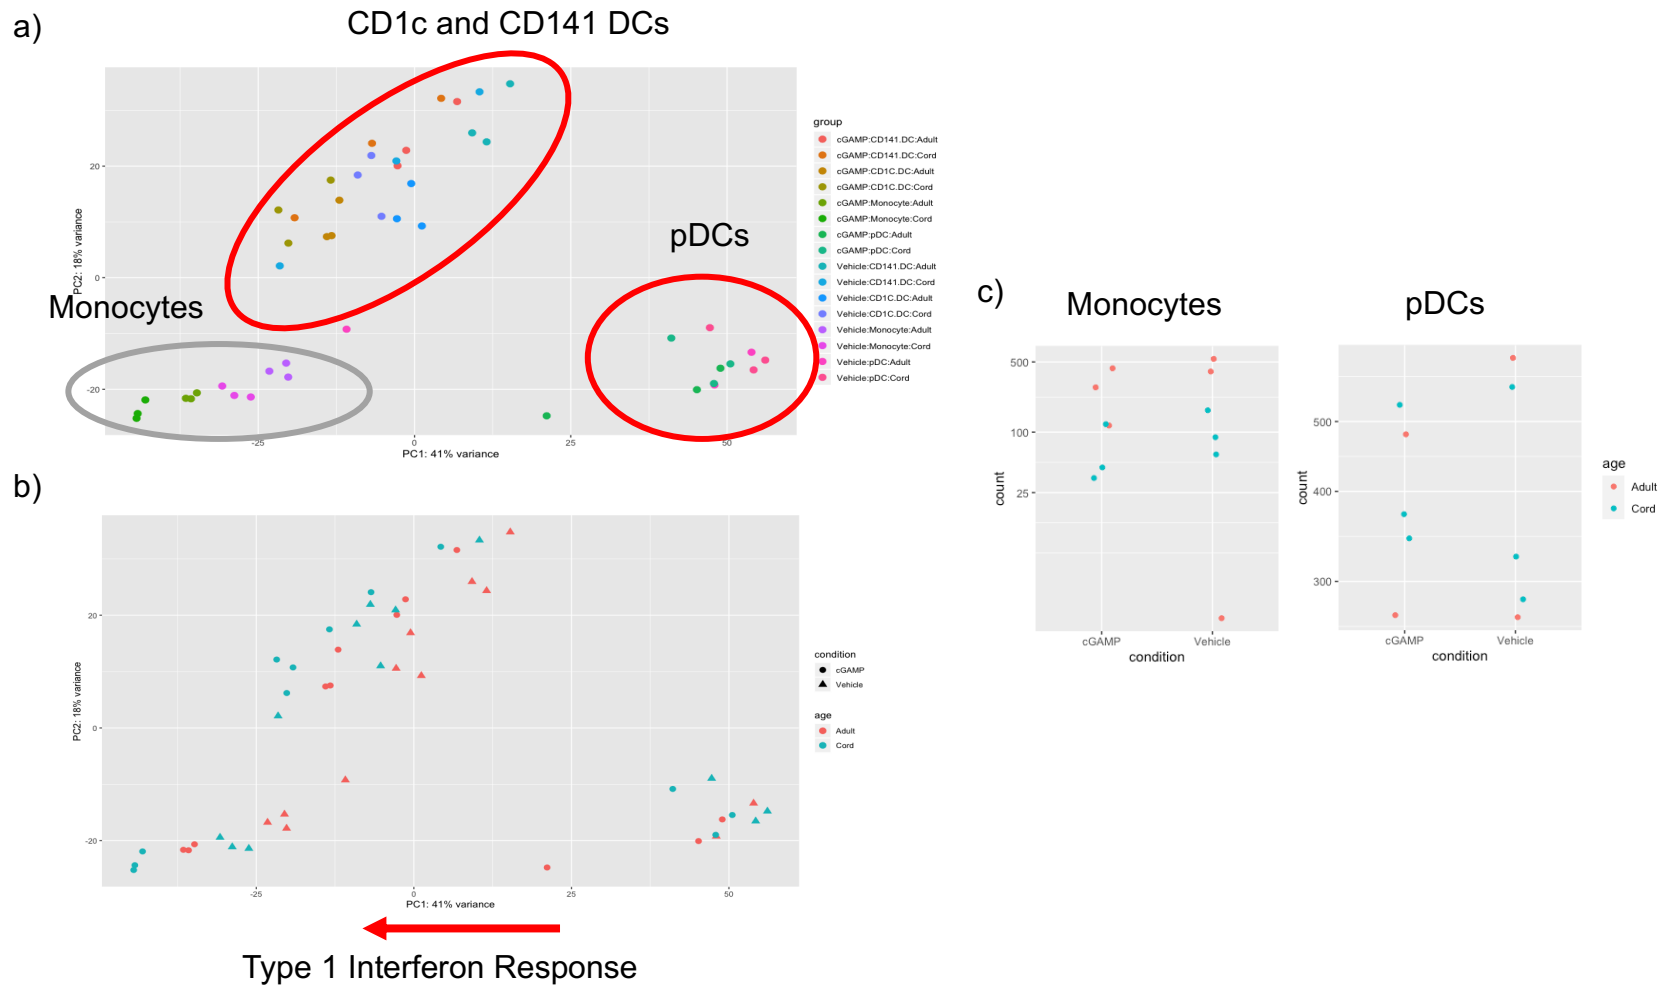 a)
CD1c and CD141 DCs
pDCs
Monocytes
20
0
-20
PC2: 18% variance
-25
0
25
50
PC1: 41% variance
group
cGAMP:CD141.DC:Adult
cGAMP:CD141.DC:Cord
cGAMP:CD1C.DC:Adult
cGAMP:CD1C.DC:Cord
cGAMP:Monocyte:Adult
cGAMP:Monocyte:Cord
cGAMP:pDC:Adult
cGAMP:pDC:Cord
Vehicle:CD141.DC:Adult
Vehicle:CD141.DC:Cord
Vehicle:CD1C.DC:Adult
Vehicle:CD1C.DC:Cord
Vehicle:Monocyte:Adult
Vehicle:Monocyte:Cord
Vehicle:pDC:Adult
Vehicle:pDC:Cord
b)
20
0
-20
PC2: 18% variance
-25
0
25
50
PC1: 41% variance
condition
cGAMP
Vehicle
age
Adult
Cord
Type 1 Interferon Response
c)
Monocytes
500
100
25
count
cGAMP
Vehicle
condition
pDCs
500
400
300
count
cGAMP
Vehicle
condition
age
Adult
Cord